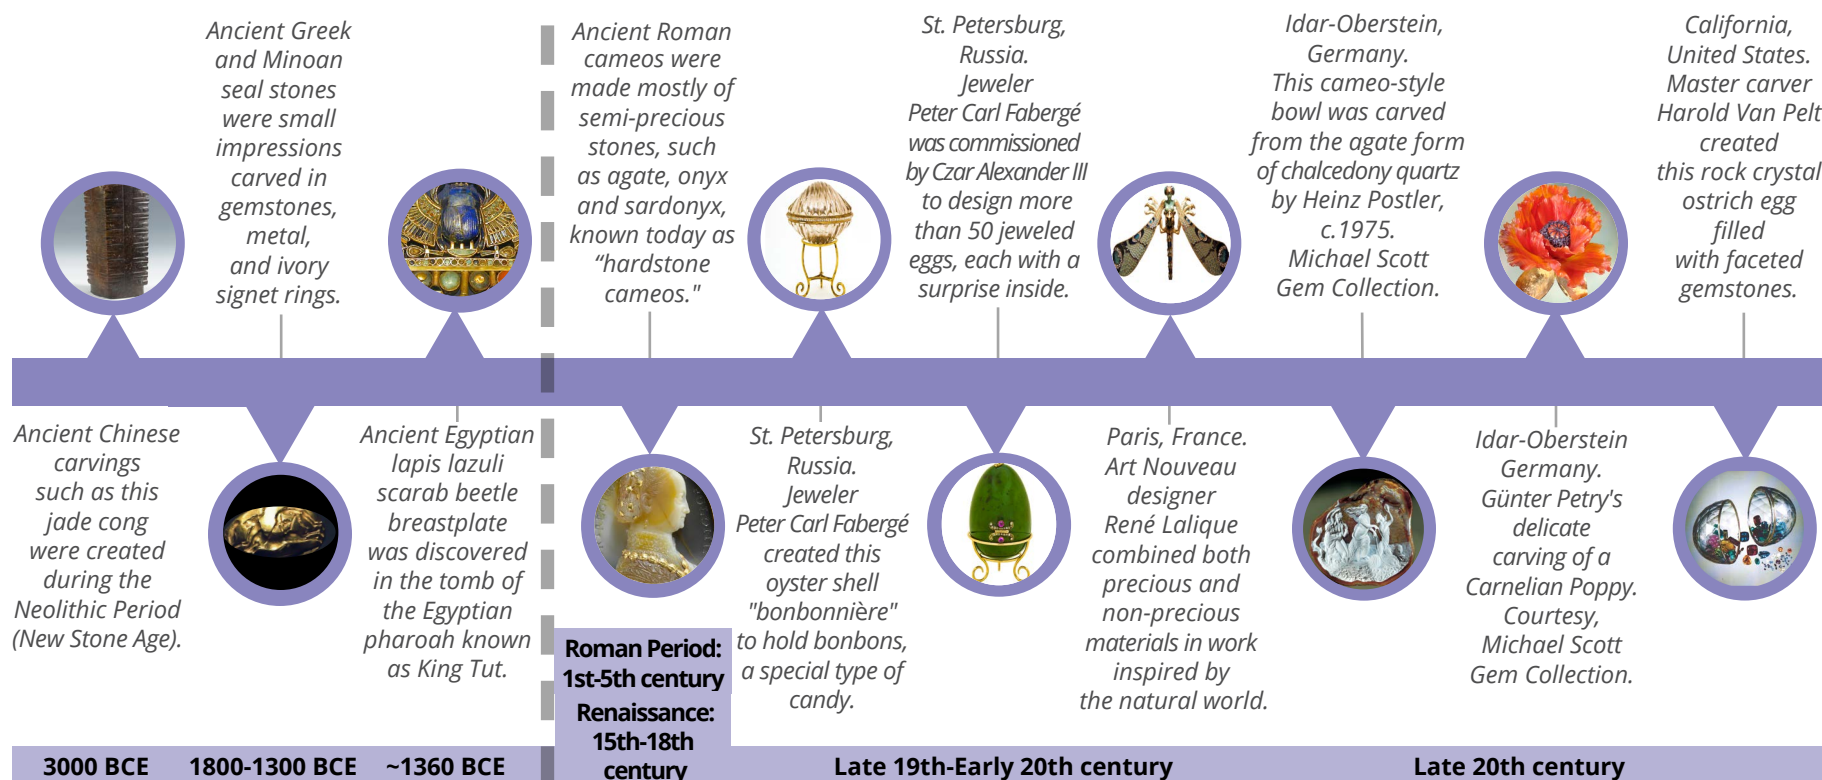 Ancient Chinese
carvings
such as this
jade cong
were created
during the
Neolithic Period
(New Stone Age).
Ancient Greek
and Minoan
seal stones
were small
impressions
carved in
gemstones,
metal,
and ivory
signet rings.
Ancient Egyptian
lapis lazuli
scarab beetle
breastplate
was discovered
in the tomb of
the Egyptian
pharoah known
as King Tut.
Ancient Roman
cameos were
made mostly of
semi-precious
stones, such
as agate, onyx
and sardonyx,
known today as
“hardstone
cameos."
St. Petersburg,
Russia.
Jeweler
Peter Carl Fabergé
created this
oyster shell
"bonbonnière"
to hold bonbons,
a special type of
candy.
St. Petersburg,
Russia.
Jeweler
Peter Carl Fabergé
was commissioned
by Czar Alexander III
to design more
than 50 jeweled
eggs, each with a
surprise inside.
Paris, France.
Art Nouveau
designer
René Lalique
combined both
precious and
non-precious
materials in work
inspired by
the natural world.
Idar-Oberstein,
Germany.
This cameo-style
bowl was carved
from the agate form
of chalcedony quartz
by Heinz Postler,
c.1975.
Michael Scott
Gem Collection.
Idar-Oberstein
Germany.
Günter Petry's
delicate
carving of a
Carnelian Poppy.
Courtesy,
Michael Scott
Gem Collection.
California,
United States.
Master carver
Harold Van Pelt
created
this rock crystal
ostrich egg
filled
with faceted
gemstones.
3000 BCE
1800-1300 BCE
~1360 BCE
Roman Period:
1st-5th century
Renaissance:
15th-18th
century
Late 19th-Early 20th century
Late 20th century